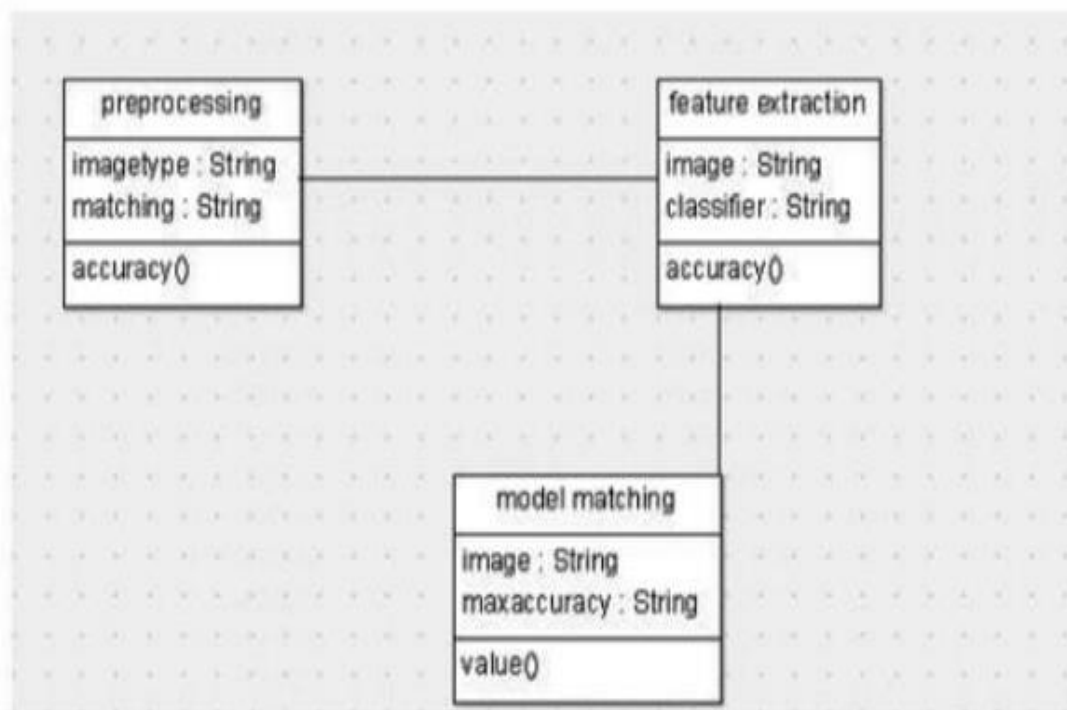 preprocessing
imagetype : String
matching : String
accuracy()
feature extraction
image : String
classifier : String
accuracy()
model matching
image : String
maxaccuracy : String
value()